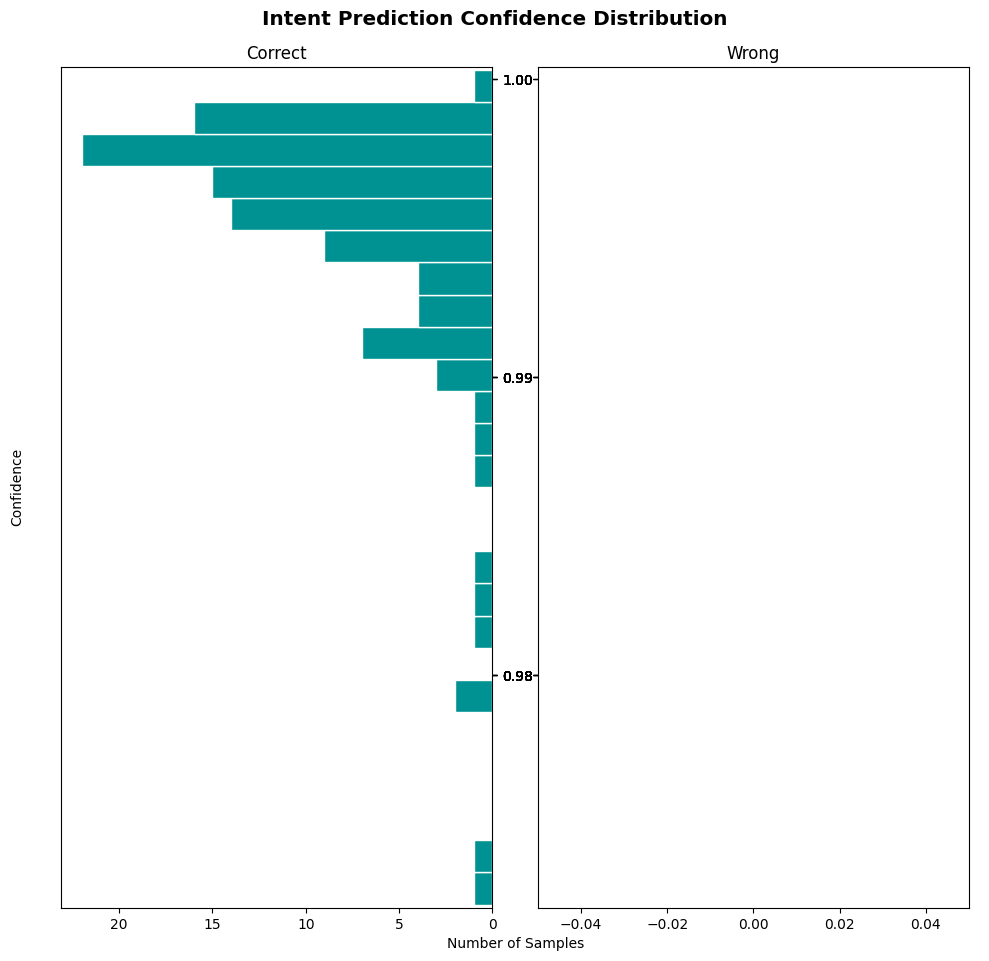 Intent Prediction Confidence Distribution
Correct
Wrong
1.00
0.99
0.98
Confidence
20 15 10 5 0
−0.04 −0.02 0.00 0.02 0.04
Number of Samples